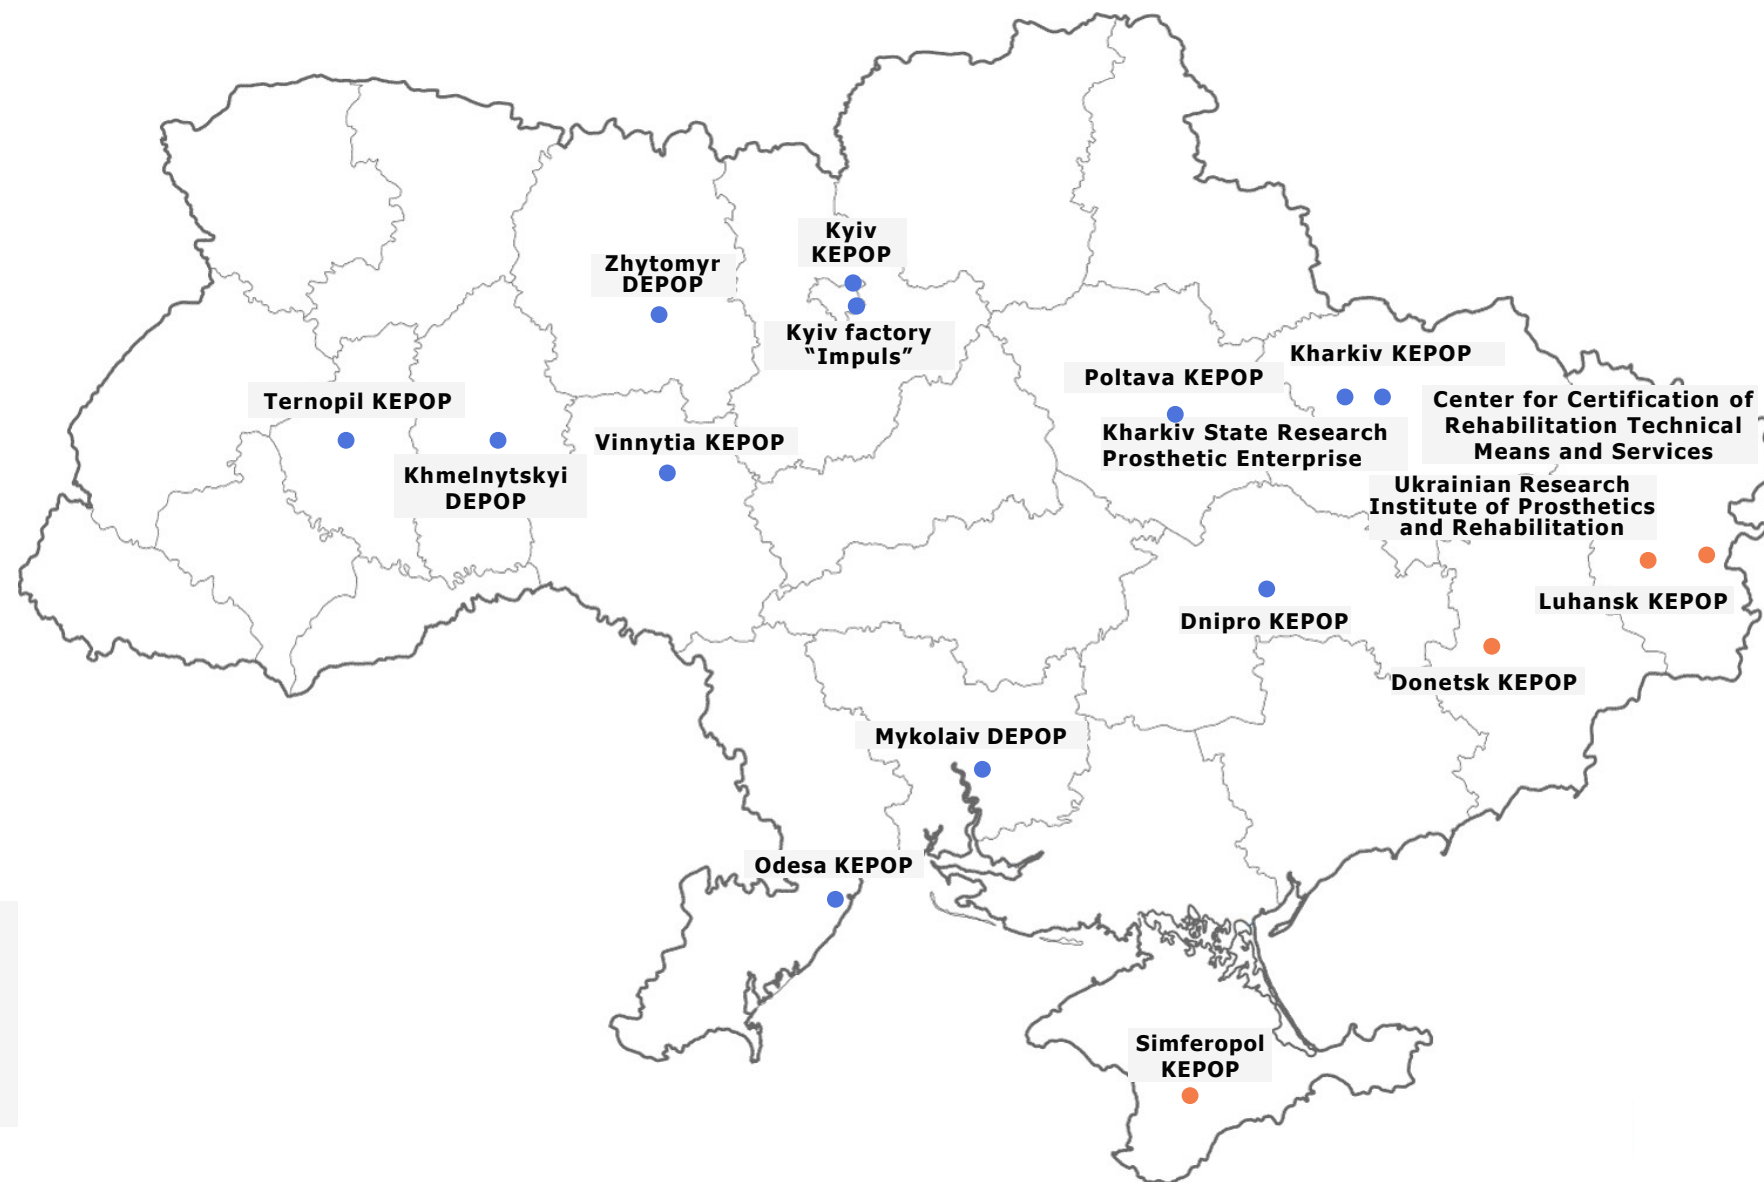 Kyiv
KEPOP
Zhytomyr
DEPOP
Kyiv factory
“Impuls”
Kharkiv KEPOP
Poltava KEPOP
Ternopil KEPOP
Center for Certification of
Rehabilitation Technical
Means and Services
Kharkiv State Research
Prosthetic Enterprise
Vinnytia KEPOP
Khmelnytskyi
DEPOP
Ukrainian Research
Institute of Prosthetics
and Rehabilitation
Luhansk KEPOP
Dnipro KEPOP
Donetsk KEPOP
Mykolaiv DEPOP
Odesa KEPOP
Simferopol
KEPOP